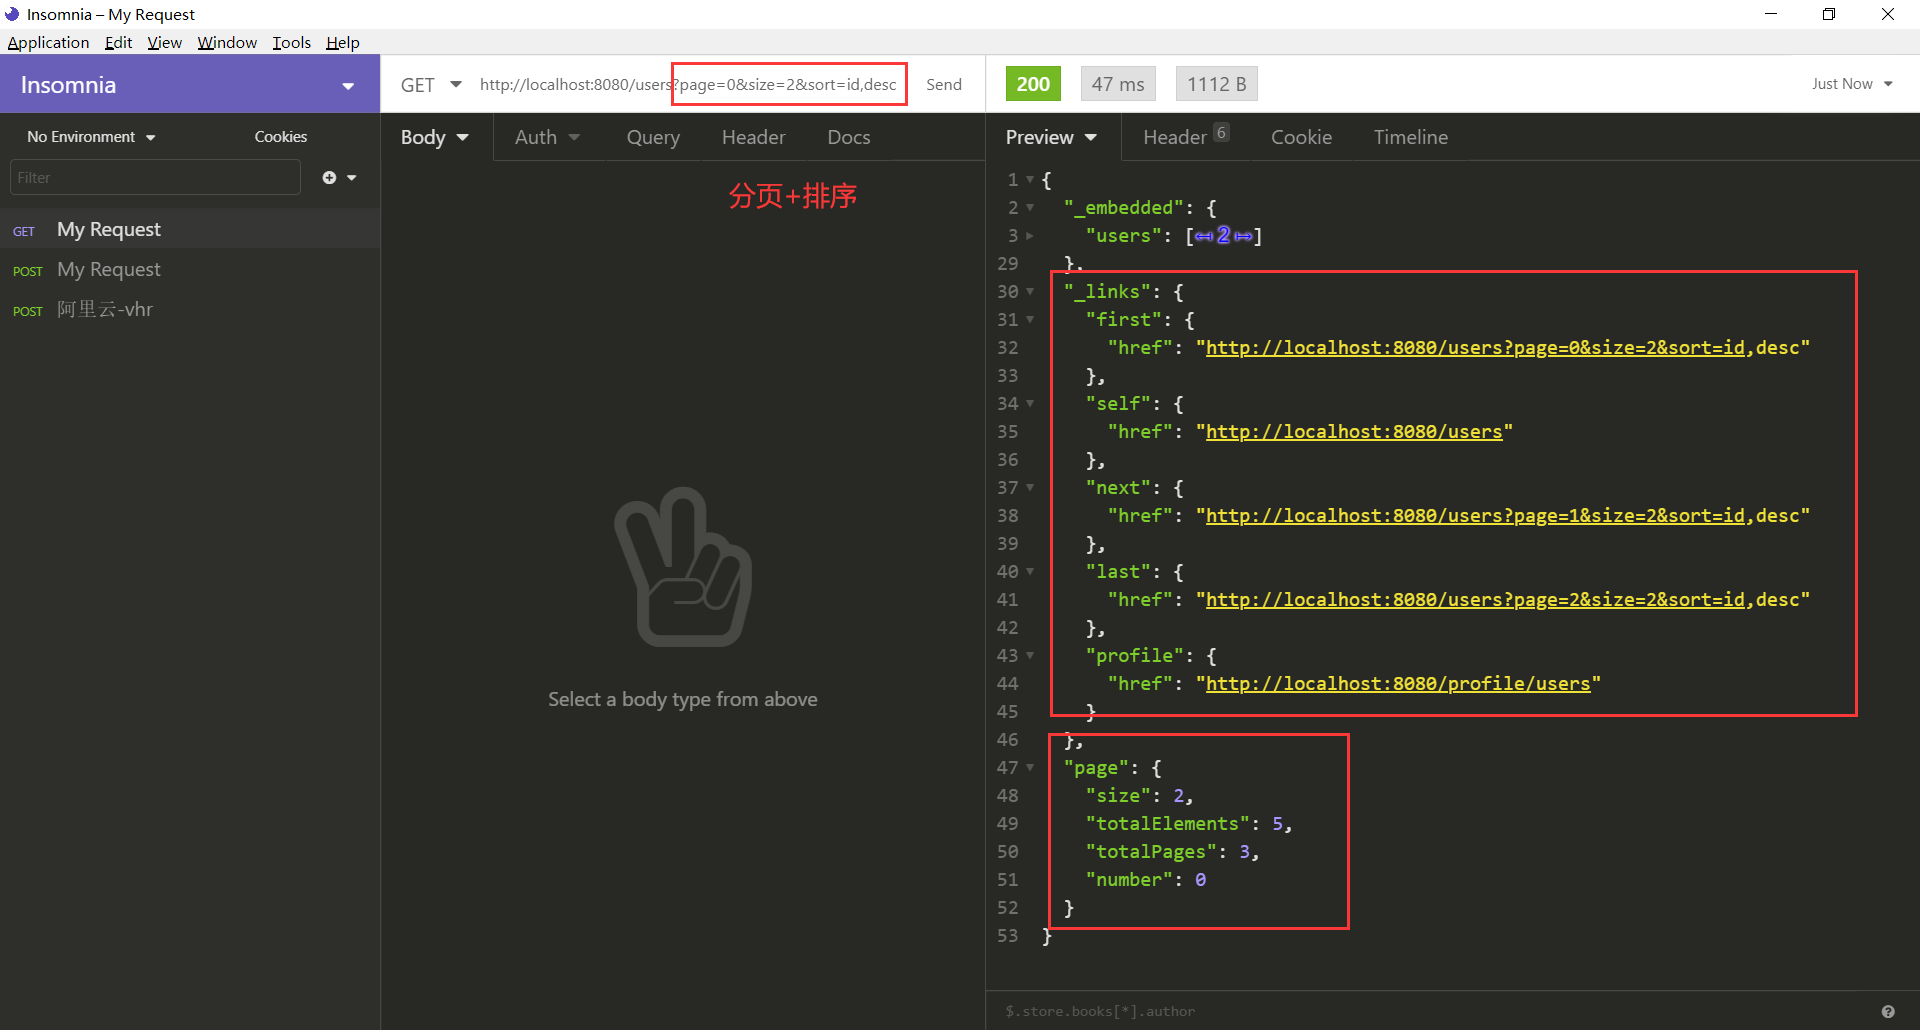 Insomnia – My Request
Application Edit View Window Tools Help
Insomnia
No Environment Cookies
Filter
GET My Request
POST My Request
POST 阿里云-vhr
GET http://localhost:8080/users?page=0&size=2&sort=id,desc Send
Body Auth Query Header Docs
分页+排序
Select a body type from above
200 47 ms 1112 B Just Now
Preview Header 6 Cookie Timeline
1 {
2 "_embedded": {
3 "users": [↤ 2 ↦]
29 },
30 "_links": {
31 "first": {
32 "href": "http://localhost:8080/users?page=0&size=2&sort=id,desc"
33 },
34 "self": {
35 "href": "http://localhost:8080/users"
36 },
37 "next": {
38 "href": "http://localhost:8080/users?page=1&size=2&sort=id,desc"
39 },
40 "last": {
41 "href": "http://localhost:8080/users?page=2&size=2&sort=id,desc"
42 },
43 "profile": {
44 "href": "http://localhost:8080/profile/users"
45 }
46 },
47 "page": {
48 "size": 2,
49 "totalElements": 5,
50 "totalPages": 3,
51 "number": 0
52 }
53 }
$.store.books[*].author